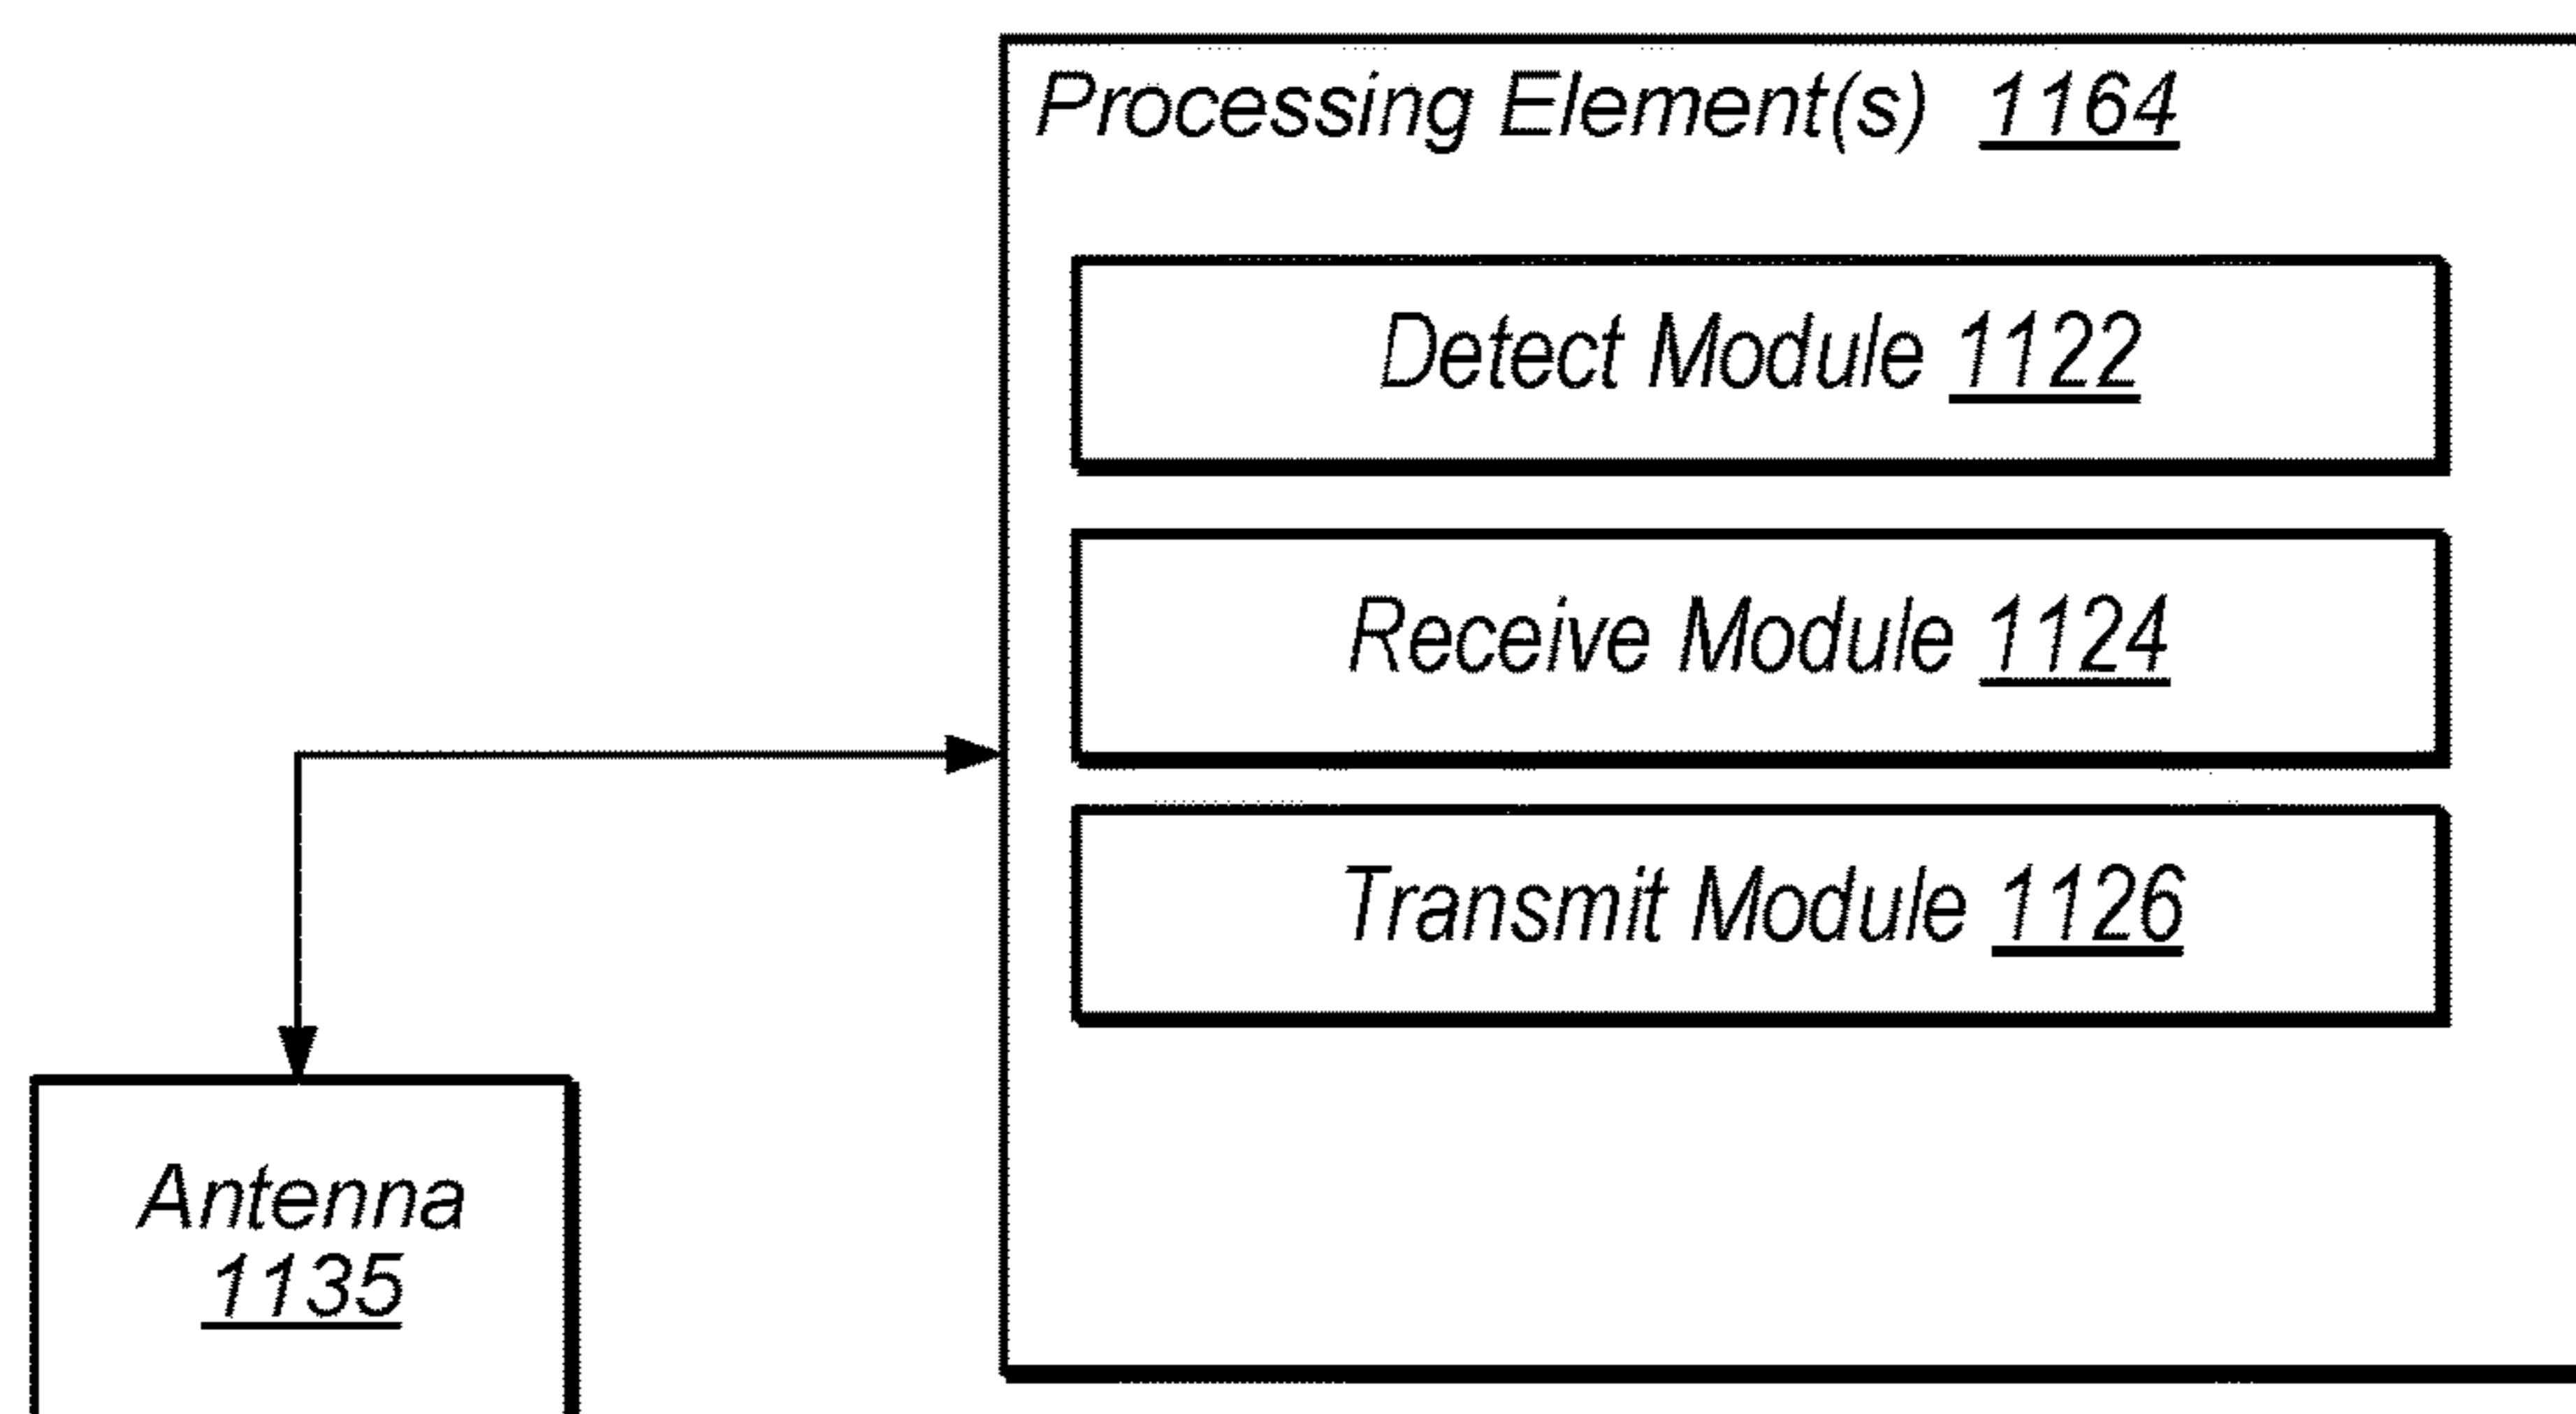 Processing Element(s) 1164
Detect Module 1122
Receive Module 1124
Transmit Module 1126
Antenna
1135